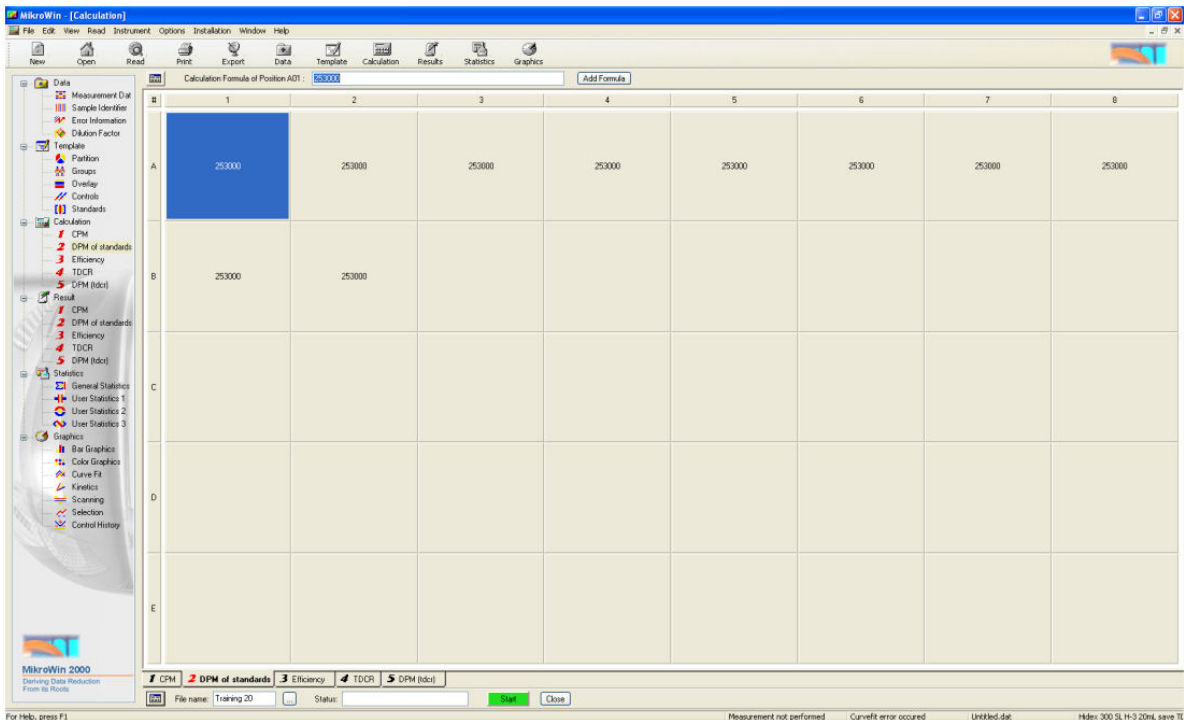 MikroWin - [Calculation]
File Edit View Read Instrument Options Installation Window Help
New Open Read Print Export Data Template Calculation Results Statistics Graphics
Calculation Formula of Position A01 : 253000 Add Formula
Data
Measurement Dat
Sample Identifier
Error Information
Dilution Factor
Template
Partition
Groups
Overlay
Controls
Standards
Calculation
1 CPM
2 DPM of standards
3 Efficiency
4 TDCR
5 DPM (tdcr)
Result
1 CPM
2 DPM of standards
3 Efficiency
4 TDCR
5 DPM (tdcr)
Statistics
General Statistics
User Statistics 1
User Statistics 2
User Statistics 3
Graphics
Bar Graphics
Color Graphics
Curve Fit
Kinetics
Scanning
Selection
Control History
MikroWin 2000
Deriving Data Reduction
From its Roots
# 1 2 3 4 5 6 7 8
A 253000 253000 253000 253000 253000 253000 253000 253000
B 253000 253000
C
D
E
1 CPM 2 DPM of standards 3 Efficiency 4 TDCR 5 DPM (tdcr)
File name: Training 20 ... Status: Start Close
For Help, press F1 Measurement not performed Curvefit error occured Untitled.dat Hidex 300 SL H-3 20mL save TD